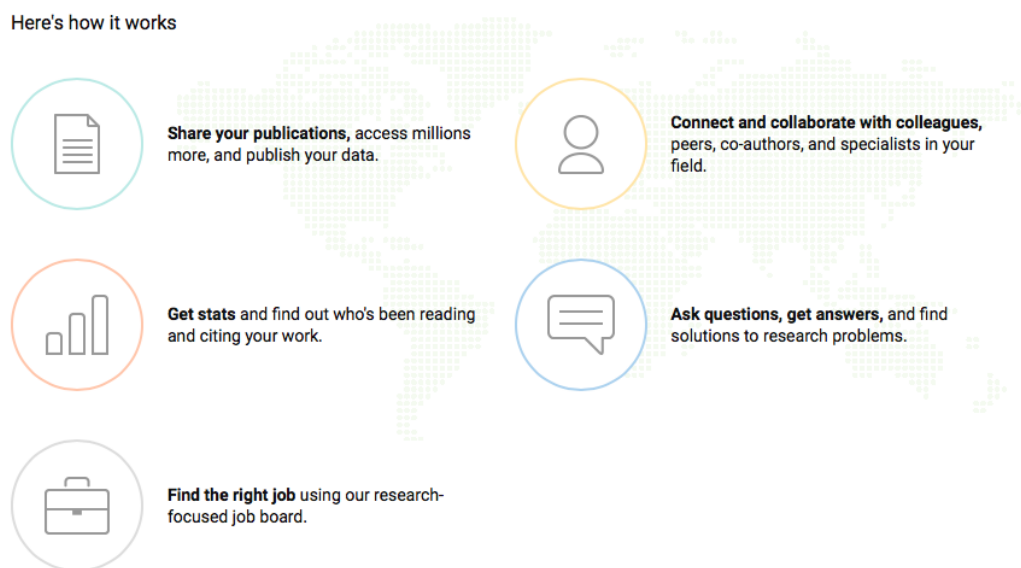 Here's how it works
Share your publications, access millions
more, and publish your data.
Connect and collaborate with colleagues,
peers, co-authors, and specialists in your
field.
Get stats and find out who's been reading
and citing your work.
Ask questions, get answers, and find
solutions to research problems.
Find the right job using our research-
focused job board.